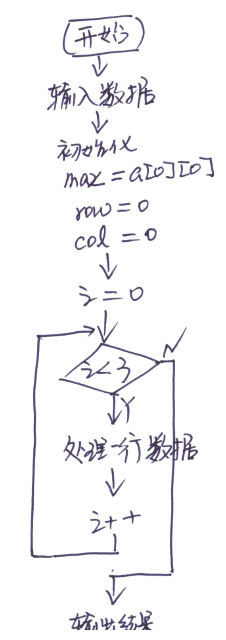 开始
输入数据
初始化
max = a[0][0]
row = 0
col = 0
i = 0
i<3
N
Y
处理一行数据
i++
输出结果